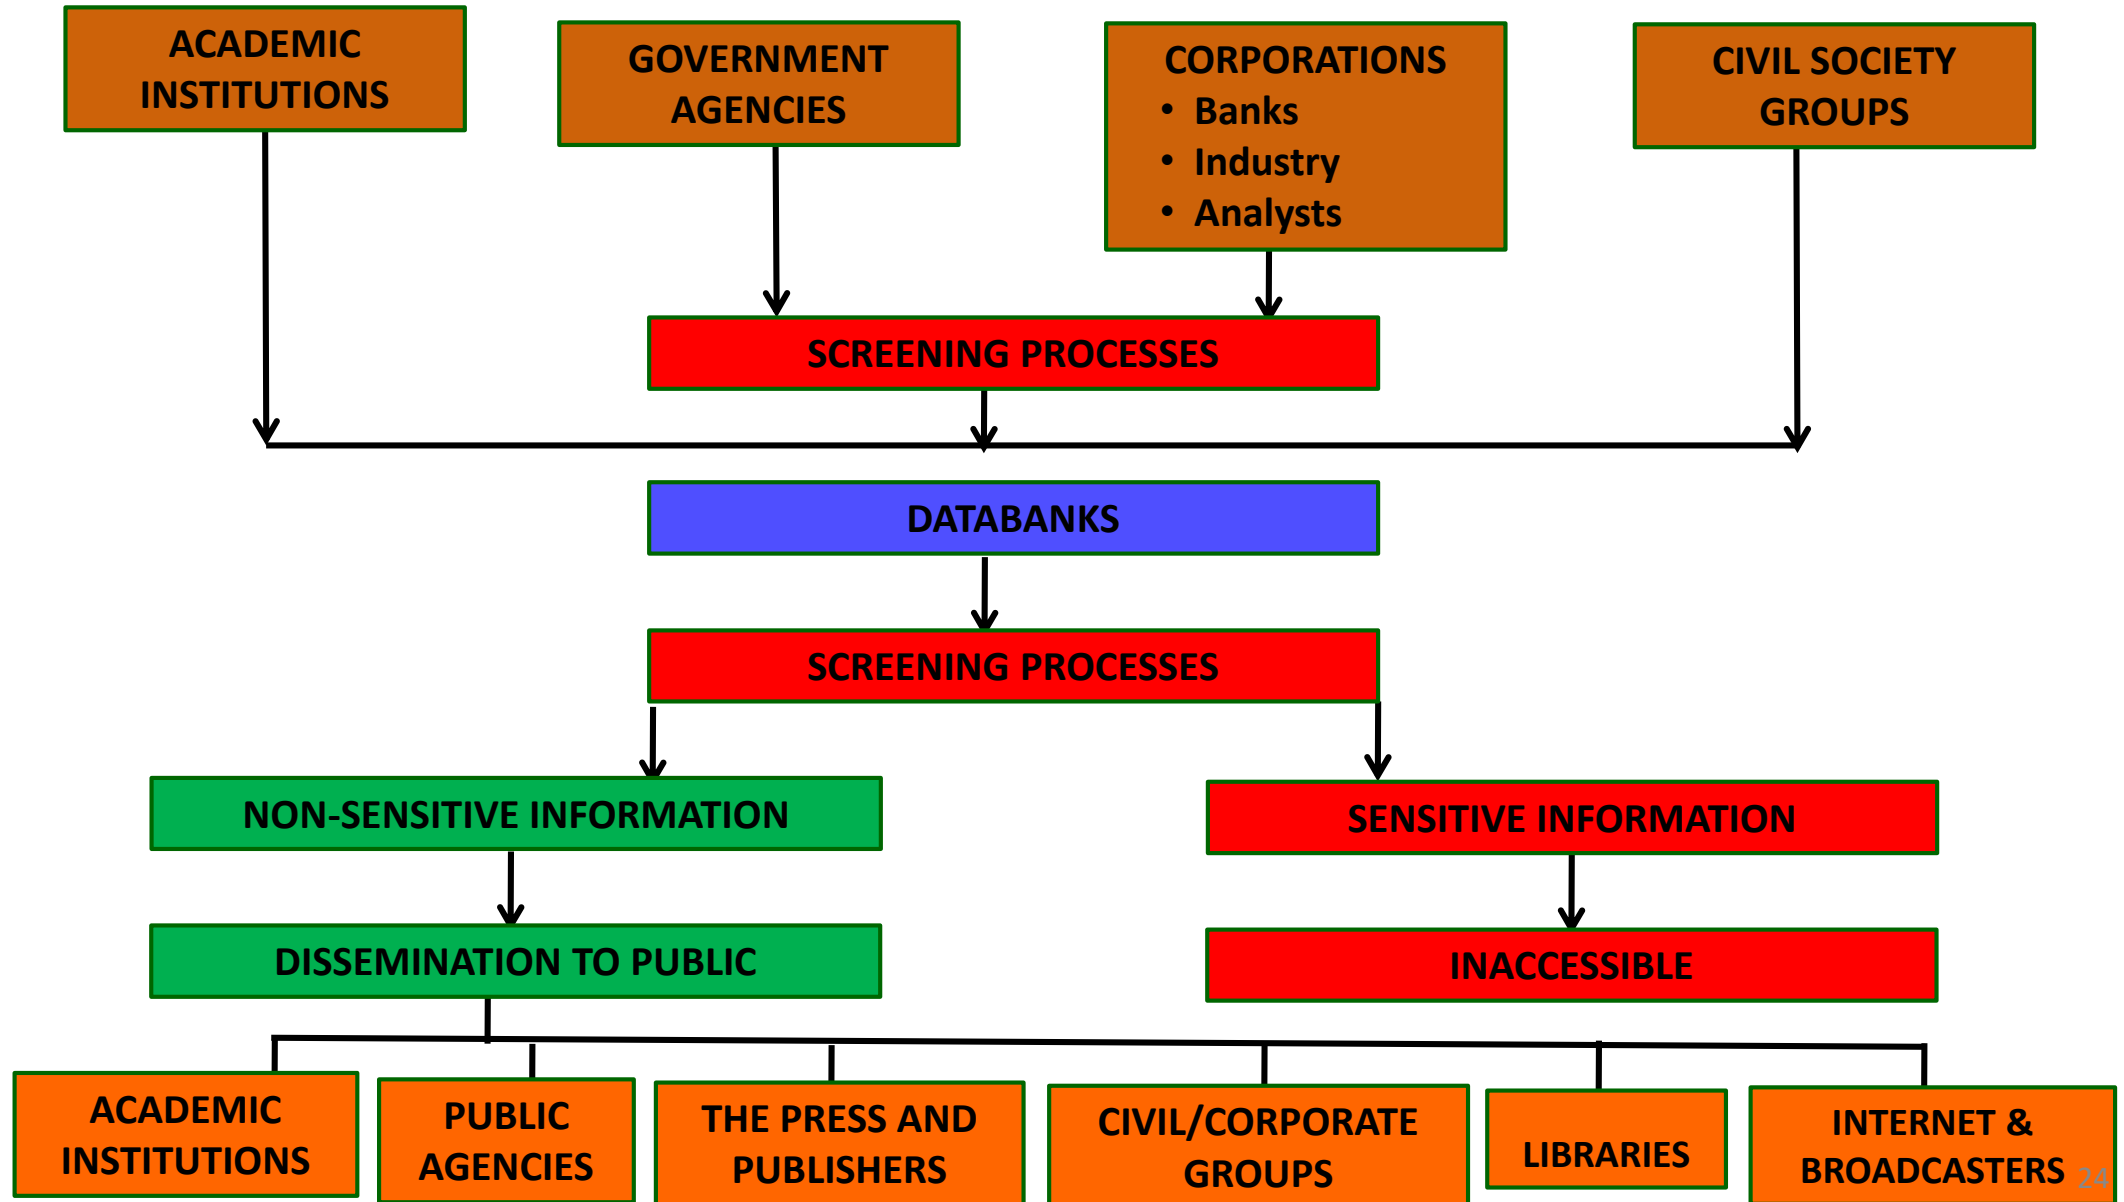 ACADEMIC
INSTITUTIONS
GOVERNMENT
AGENCIES
CORPORATIONS
• Banks
• Industry
• Analysts
CIVIL SOCIETY
GROUPS
SCREENING PROCESSES
DATABANKS
SCREENING PROCESSES
NON-SENSITIVE INFORMATION
SENSITIVE INFORMATION
DISSEMINATION TO PUBLIC
INACCESSIBLE
ACADEMIC
INSTITUTIONS
PUBLIC
AGENCIES
THE PRESS AND
PUBLISHERS
CIVIL/CORPORATE
GROUPS
LIBRARIES
INTERNET &
BROADCASTERS
24